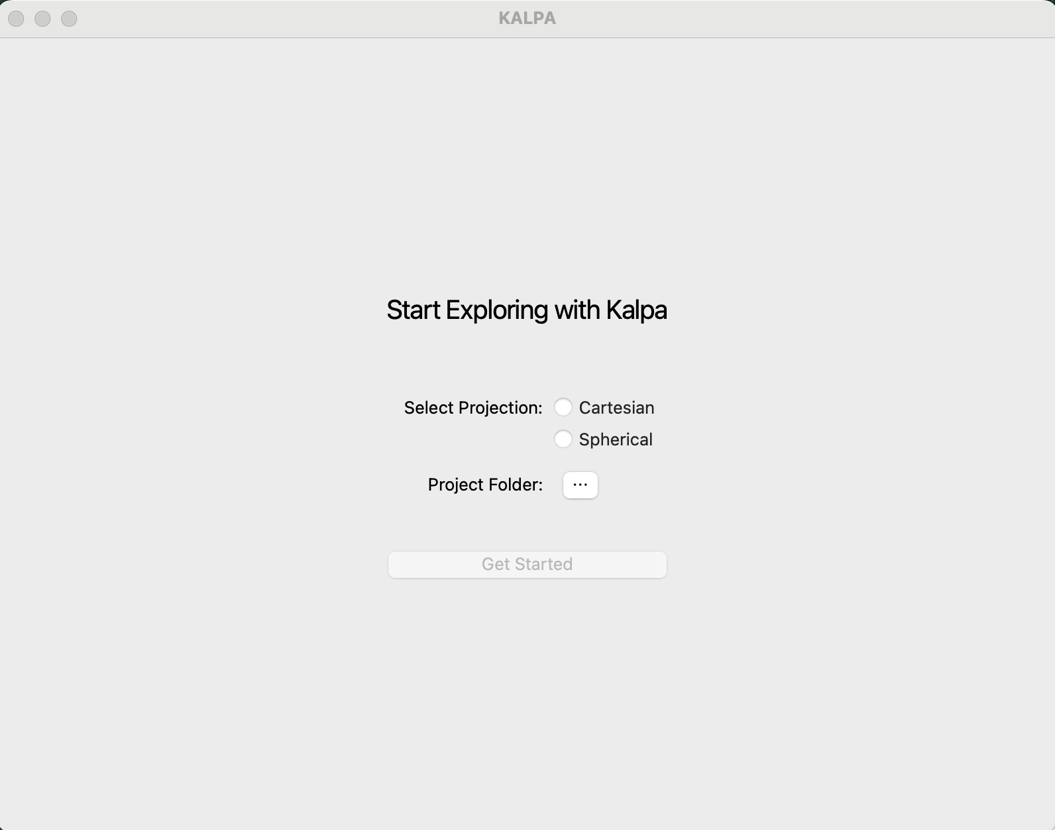 KALPA
Start Exploring with Kalpa
Select Projection: Cartesian
Spherical
Project Folder: ...
Get Started